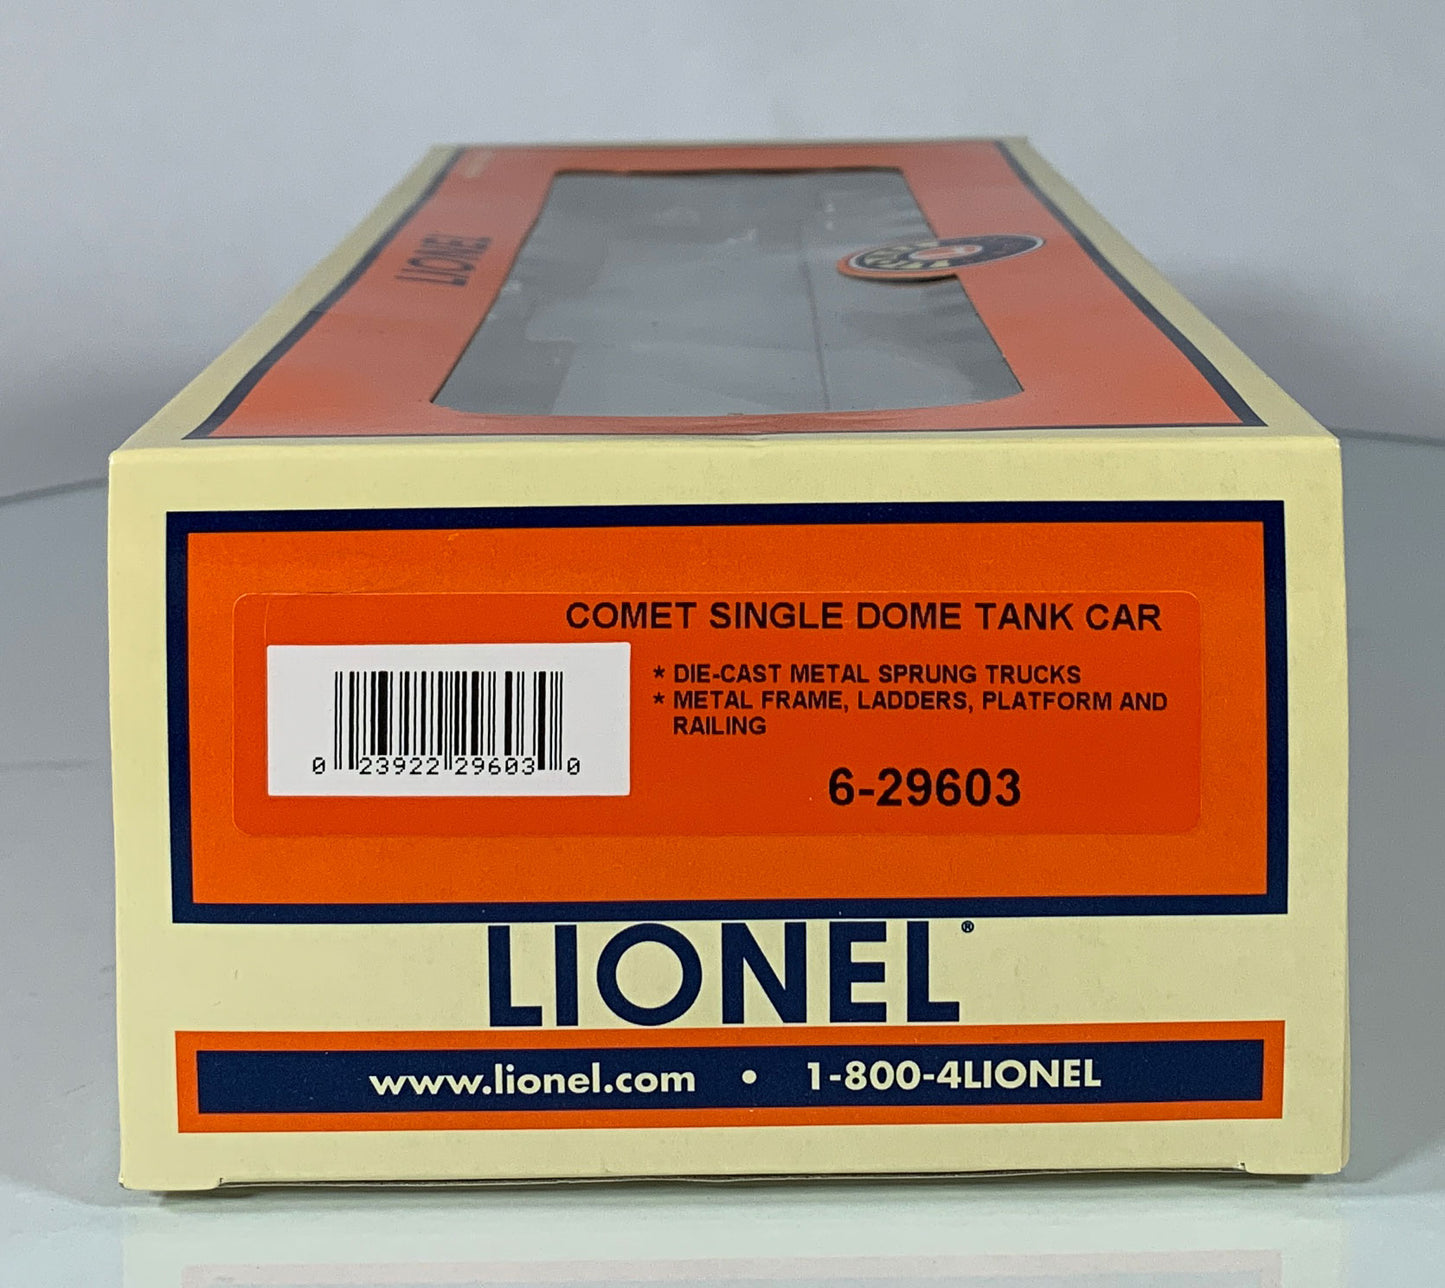 LIONEL
COMET SINGLE DOME TANK CAR
* DIE-CAST METAL SPRUNG TRUCKS
* METAL FRAME, LADDERS, PLATFORM AND
RAILING
0 23922 29603 0
6-29603
LIONEL®
www.lionel.com • 1-800-4LIONEL